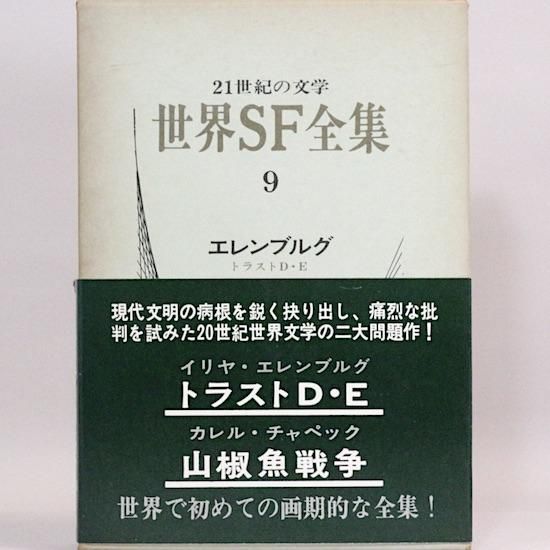 21世紀の文学
世界SF全集
9
エレンブルグ
トラストD・E
現代文明の病根を鋭く抉り出し、痛烈な批
判を試みた20世紀世界文学の二大問題作！
イリヤ・エレンブルグ
トラストD・E
カレル・チャペック
山椒魚戦争
世界で初めての画期的な全集！